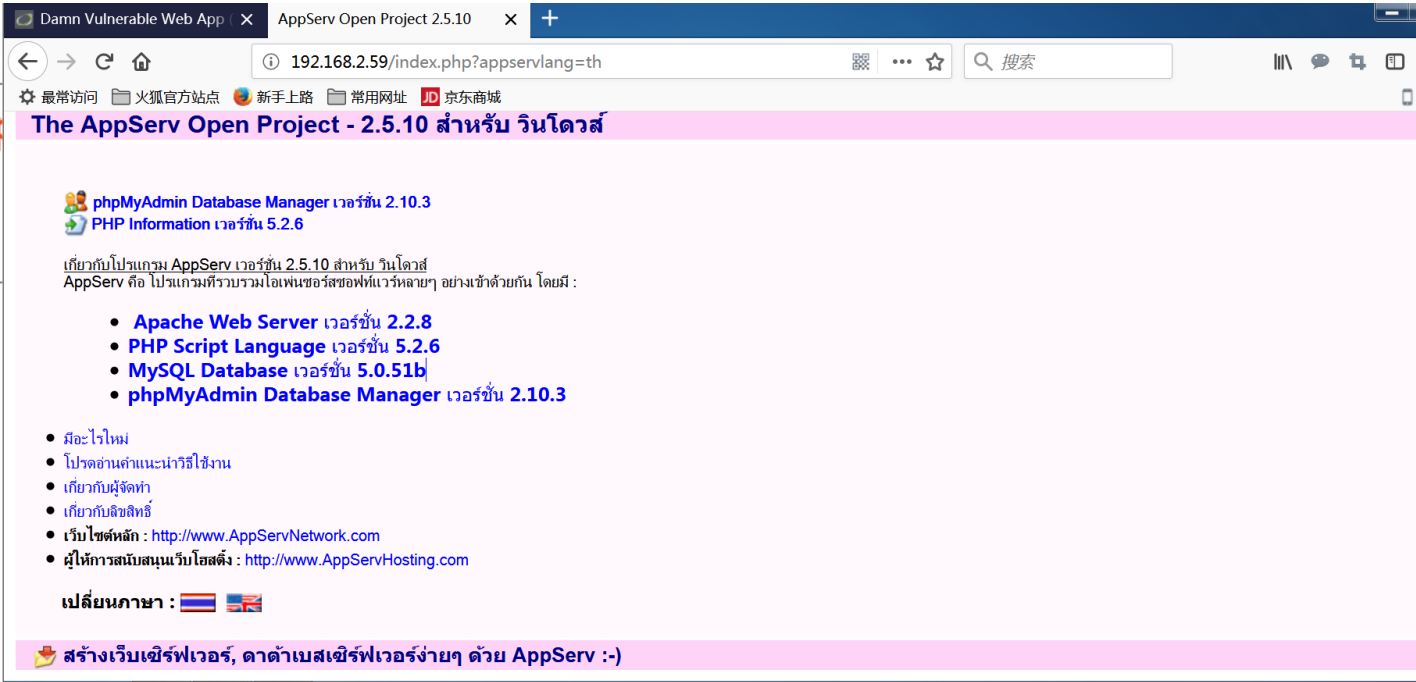 Damn Vulnerable Web App (
AppServ Open Project 2.5.10
192.168.2.59/index.php?appservlang=th
搜索
最常访问 火狐官方站点 新手上路 常用网址 JD 京东商城
The AppServ Open Project - 2.5.10 สำหรับ วินโดวส์
phpMyAdmin Database Manager เวอร์ชั่น 2.10.3
PHP Information เวอร์ชั่น 5.2.6
เกี่ยวกับโปรแกรม AppServ เวอร์ชั่น 2.5.10 สำหรับ วินโดวส์
AppServ คือ โปรแกรมที่รวบรวมโอเพ่นซอร์สซอฟท์แวร์หลายๆ อย่างเข้าด้วยกัน โดยมี :
Apache Web Server เวอร์ชั่น 2.2.8
PHP Script Language เวอร์ชั่น 5.2.6
MySQL Database เวอร์ชั่น 5.0.51b
phpMyAdmin Database Manager เวอร์ชั่น 2.10.3
มีอะไรใหม่
โปรดอ่านคำแนะนำวิธีใช้งาน
เกี่ยวกับผู้จัดทำ
เกี่ยวกับลิขสิทธิ์
เว็บไซต์หลัก : http://www.AppServNetwork.com
ผู้ให้การสนับสนุนเว็บโฮสติ้ง : http://www.AppServHosting.com
เปลี่ยนภาษา :
สร้างเว็บเซิร์ฟเวอร์, ดาต้าเบสเซิร์ฟเวอร์ง่ายๆ ด้วย AppServ :-)